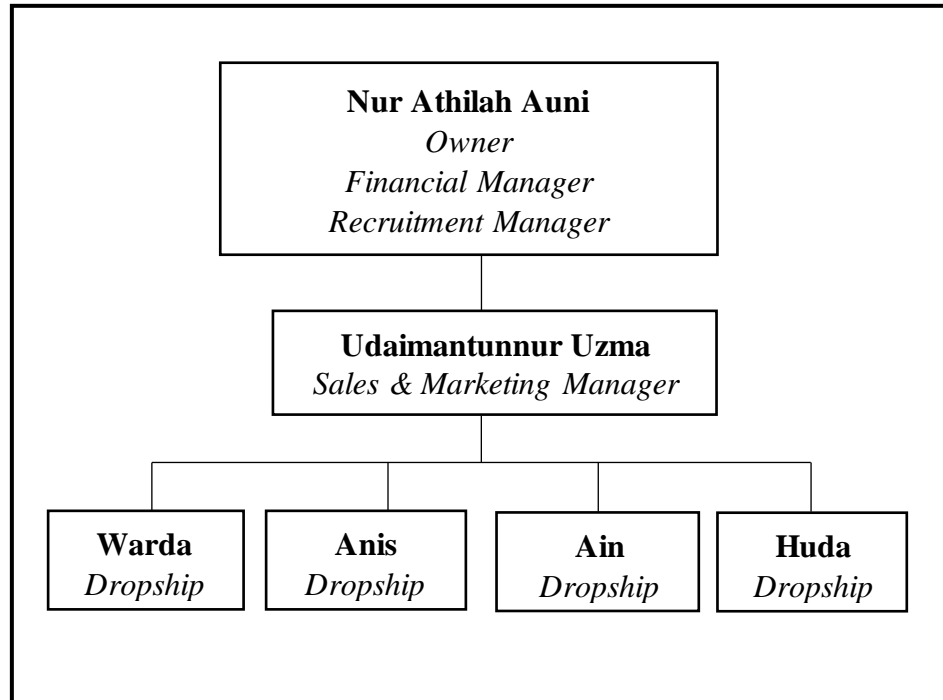 Nur Athilah Auni
Owner
Financial Manager
Recruitment Manager
Udaimantunnur Uzma
Sales & Marketing Manager
Warda
Dropship
Anis
Dropship
Ain
Dropship
Huda
Dropship